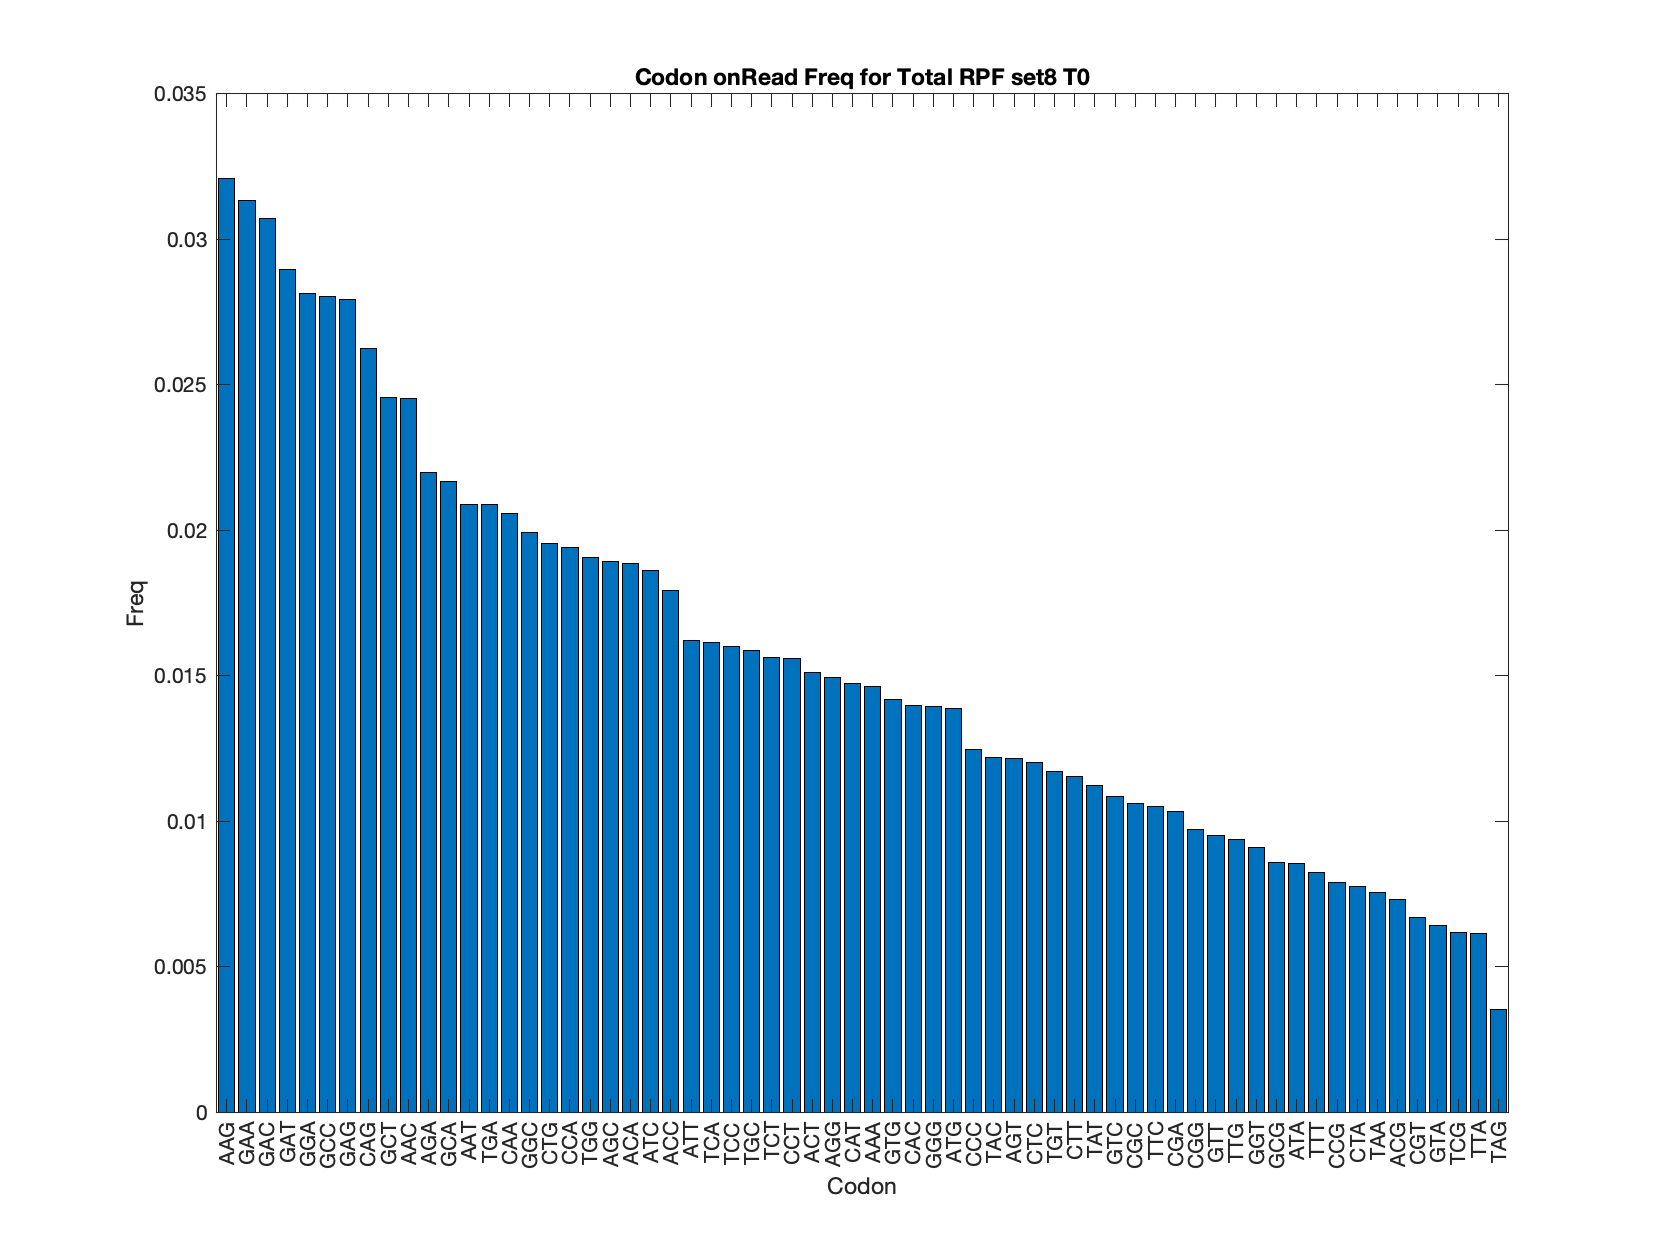 Codon onRead Freq for Total RPF set8 T0
0.035
0.03
0.025
0.02
0.015
0.01
0.005
0
Freq
AAG GAA GAC GAT GGA GCC GAG CAG GCT AAC AGA GCA AAT TGA CAA GGC CTG CCA TGG AGC ACA ATC ACC ATT TCA TCC TGC TCT CCT ACT AGG CAT AAA GTG CAC GGG ATG CCC TAC AGT CTC TGT CTT TAT GTC CGC TTC CGA CGG GTT TTG GGT GCG ATA TTT CCG CTA TAA ACG CGT GTA TCG TTA TAG
Codon